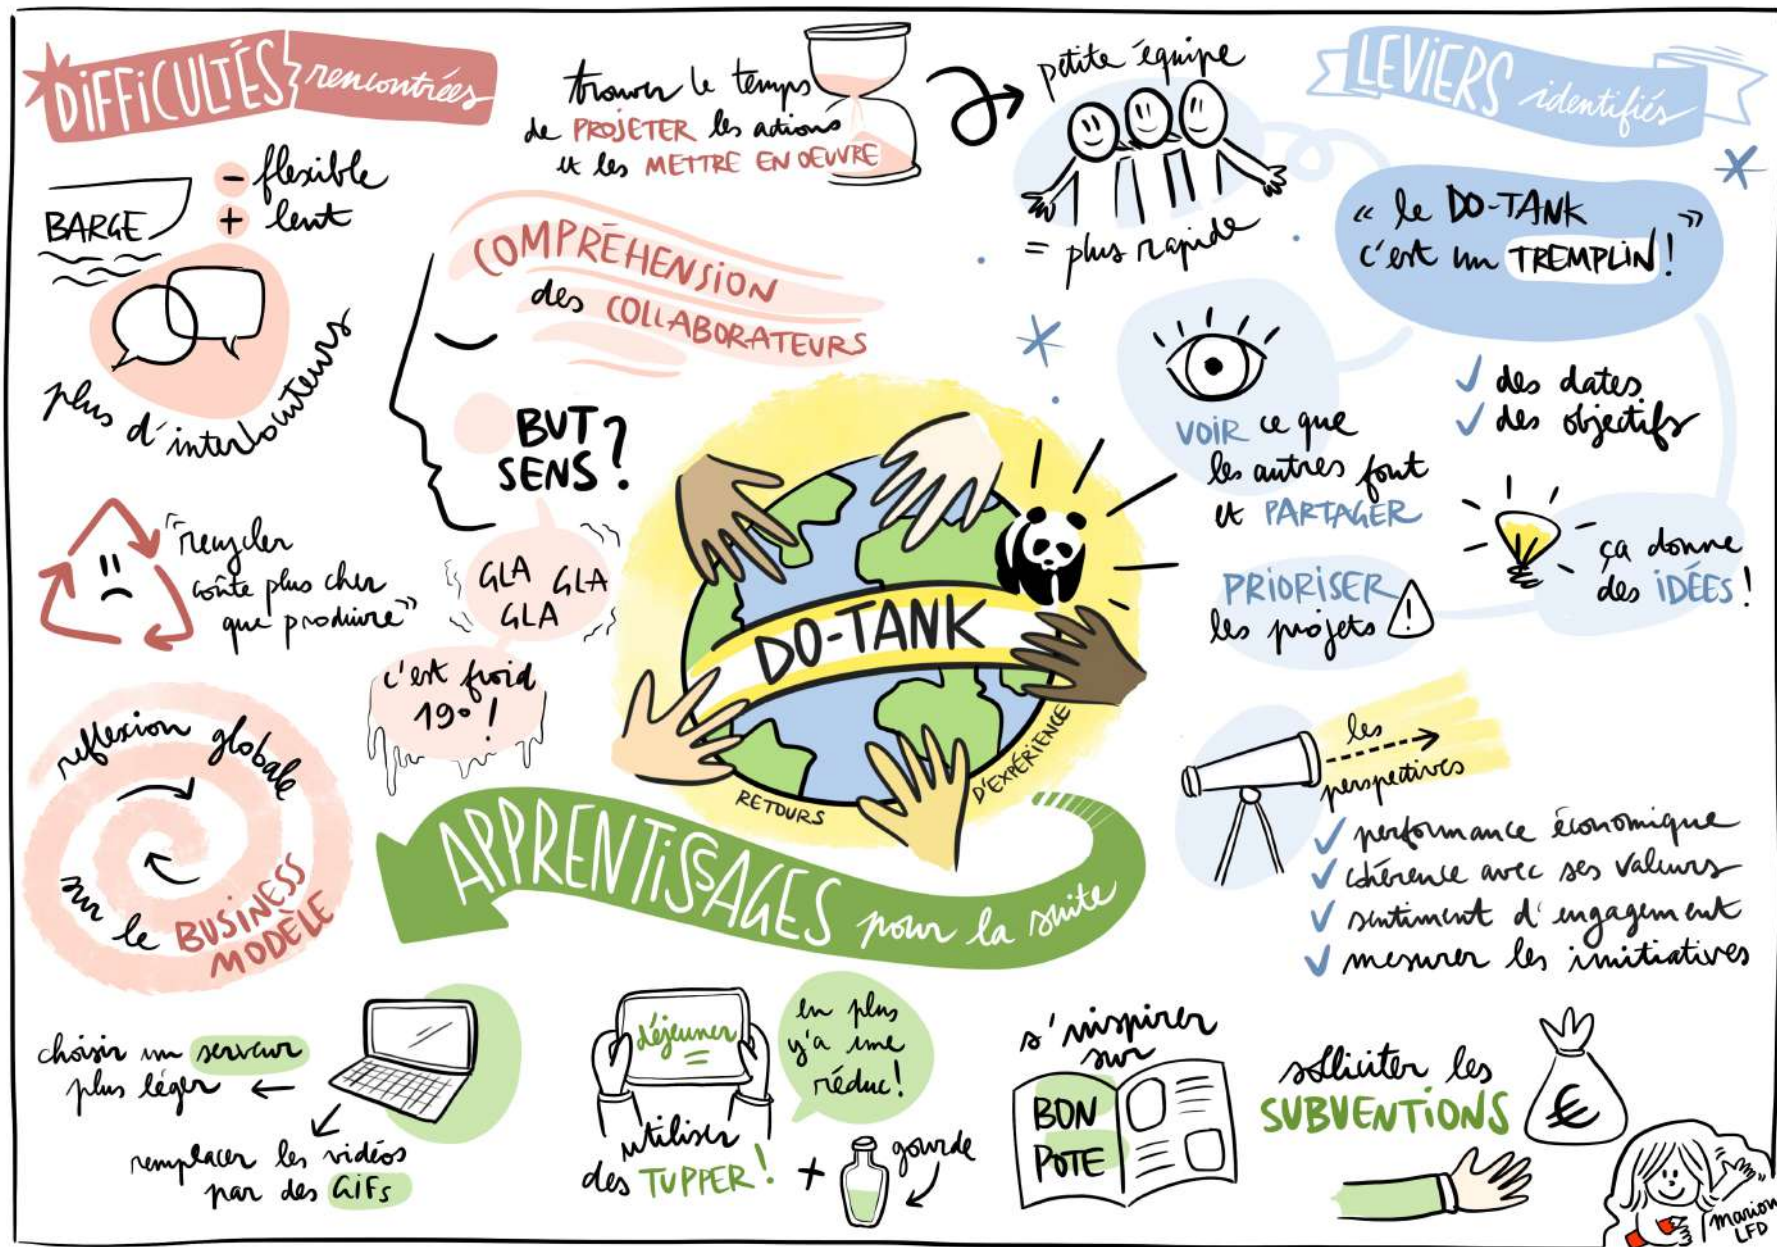 DIFFICULTÉS rencontrées
BARGE
- flexible
+ lent
plus d'interlocuteurs
trouver le temps
de PROJETER les actions
et les METTRE EN OEUVRE
petite équipe
= plus rapide
COMPRÉHENSION
des COLLABORATEURS
BUT
SENS ?
GLA GLA
GLA
c'est froid
19° !
"recycler
coûte plus cher
que produire"
reflexion globale
sur le BUSINESS
MODÈLE
LEVIERS identifiés
« le DO-TANK
c'est un TREMPLIN ! »
VOIR ce que
les autres font
et PARTAGER
✓ des dates
✓ des objectifs
PRIORISER
les projets !
ça donne
des IDÉES !
les
perspectives
✓ performance économique
✓ cohérence avec ses valeurs
✓ sentiment d'engagement
✓ mesurer les initiatives
DO-TANK
RETOURS
D'EXPÉRIENCE
APPRENTISSAGES pour la suite
choisir un serveur
plus léger
remplacer les vidéos
par des GIFs
déjeuner
utiliser
des TUPPER !
en plus
y'a une
réduc !
+
gourde
s'inspirer
sur
BON
POTE
solliciter les
SUBVENTIONS
€
marion
LFD